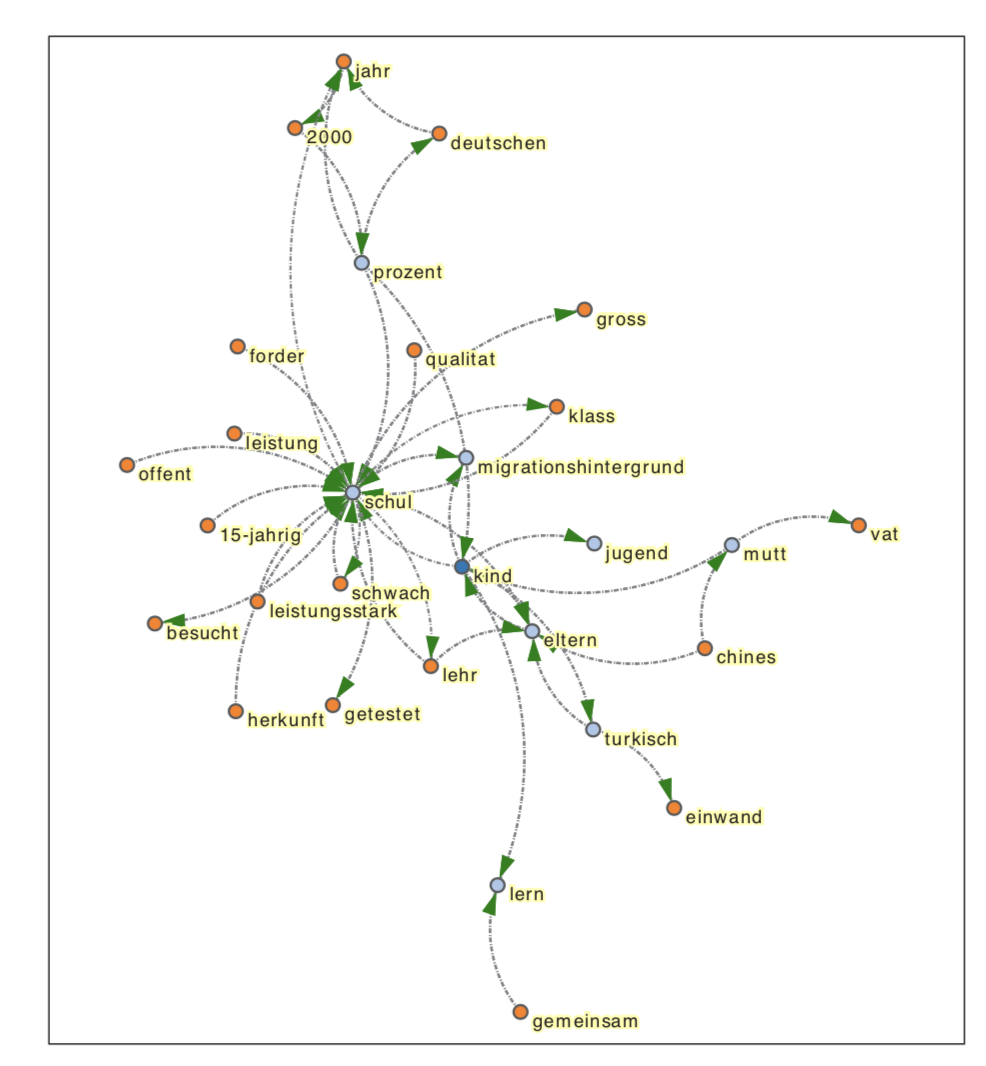 jahr
2000
deutschen
prozent
gross
forder
qualitat
klass
leistung
offent
migrationshintergrund
schul
15-jahrig
vat
jugend
mutt
kind
schwach
leistungsstark
besucht
eltern
chines
lehr
herkunft
getestet
turkisch
einwand
lern
gemeinsam